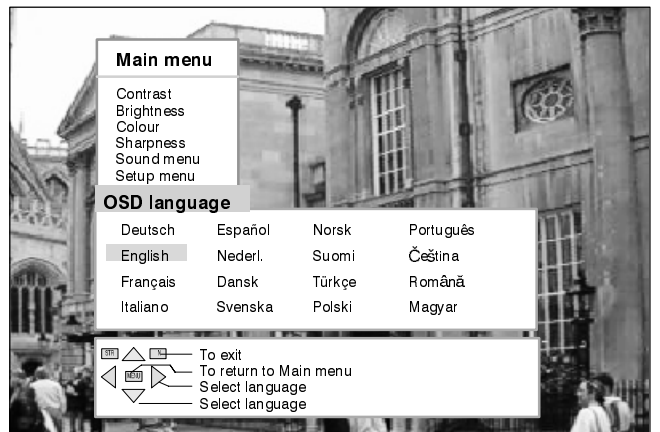 Main menu
Contrast
Brightness
Colour
Sharpness
Sound menu
Setup menu
OSD language
Deutsch Español Norsk Português
English Nederl. Suomi Čeština
Français Dansk Türkçe Română
Italiano Svenska Polski Magyar
STR N To exit
MENU To return to Main menu
Select language
Select language